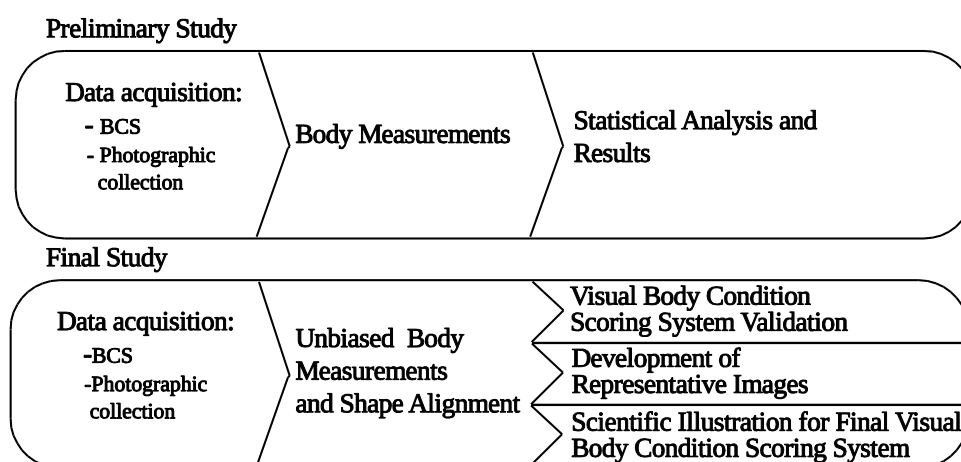 Preliminary Study
Data acquisition:
- BCS
- Photographic
collection
Body Measurements
Statistical Analysis and
Results
Final Study
Data acquisition:
-BCS
-Photographic
collection
Unbiased Body
Measurements
and Shape Alignment
Visual Body Condition
Scoring System Validation
Development of
Representative Images
Scientific Illustration for Final Visual
Body Condition Scoring System